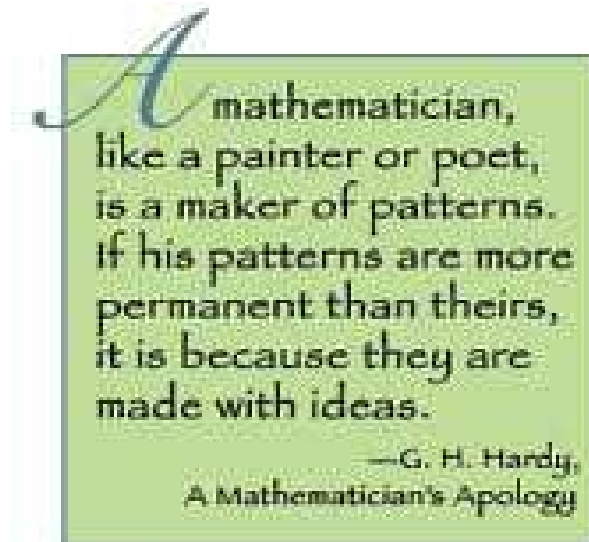 A mathematician,
like a painter or poet,
is a maker of patterns.
If his patterns are more
permanent than theirs,
it is because they are
made with ideas.
—G. H. Hardy,
A Mathematician's Apology